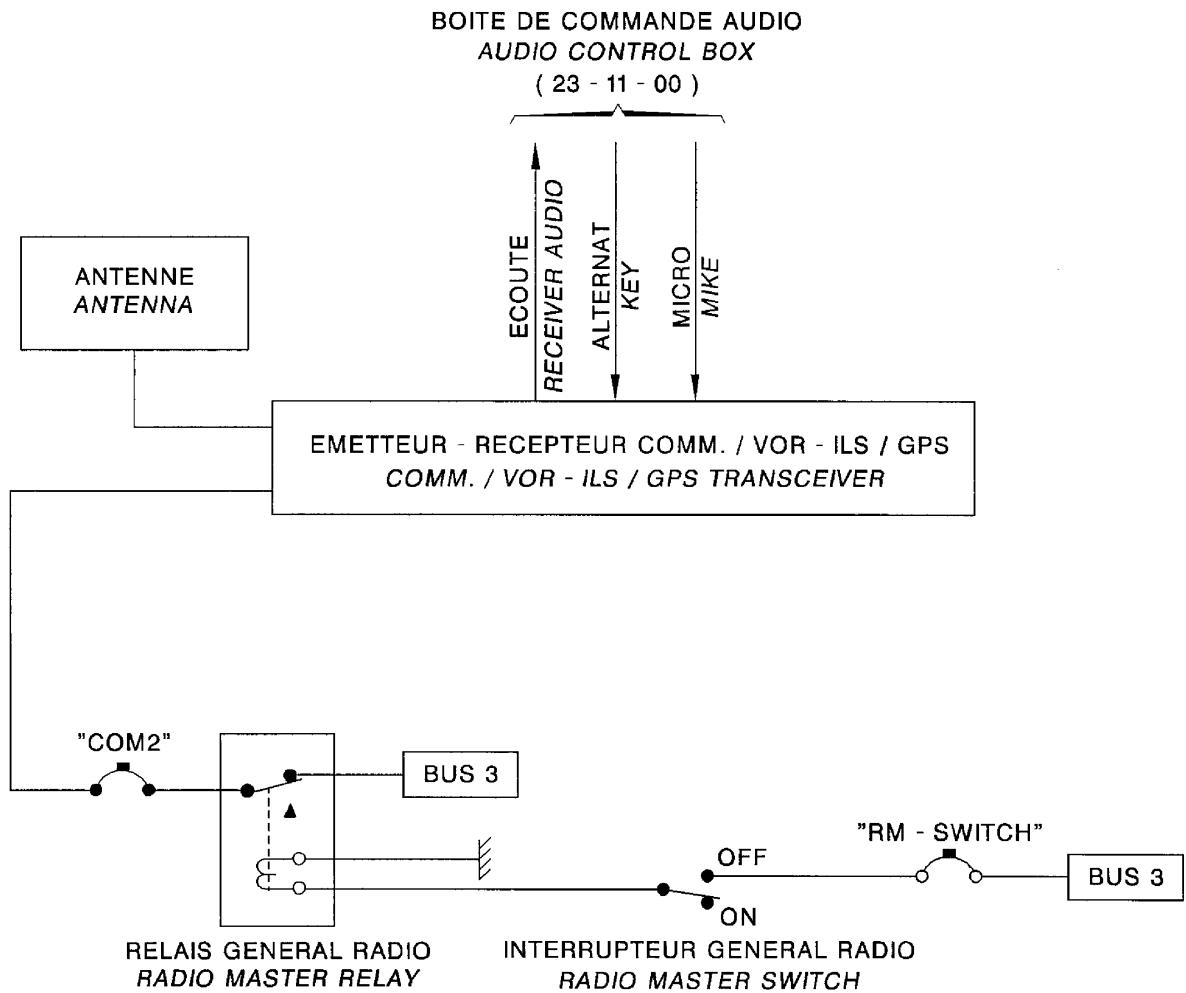 BOITE DE COMMANDE AUDIO
AUDIO CONTROL BOX
( 23 - 11 - 00 )
ECOUTE
RECEIVER AUDIO
ALTERNAT
KEY
MICRO
MIKE
ANTENNE
ANTENNA
EMETTEUR - RECEPTEUR COMM. / VOR - ILS / GPS
COMM. / VOR - ILS / GPS TRANSCEIVER
"COM2"
BUS 3
"RM - SWITCH"
OFF
BUS 3
ON
RELAIS GENERAL RADIO
RADIO MASTER RELAY
INTERRUPTEUR GENERAL RADIO
RADIO MASTER SWITCH